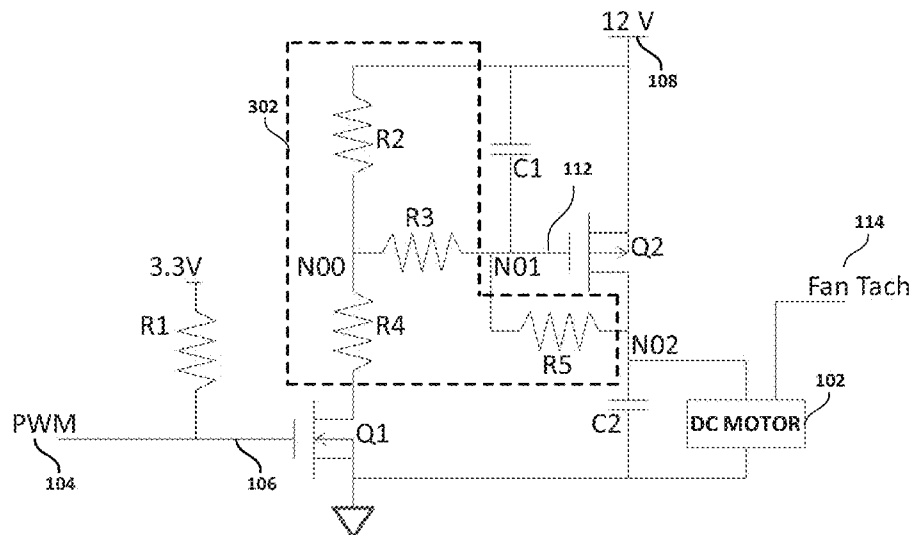 12 V
108
302
R2
C1
112
R3
Q2
114
N00
N01
Fan Tach
3.3V
R1
R4
R5
N02
PWM
Q1
C2
DC MOTOR
102
104
106